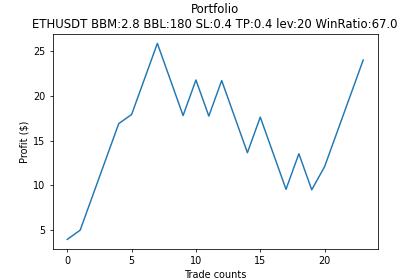 Portfolio
ETHUSDT BBM:2.8 BBL:180 SL:0.4 TP:0.4 lev:20 WinRatio:67.0
25
20
15
10
5
Profit ($)
0 5 10 15 20
Trade counts